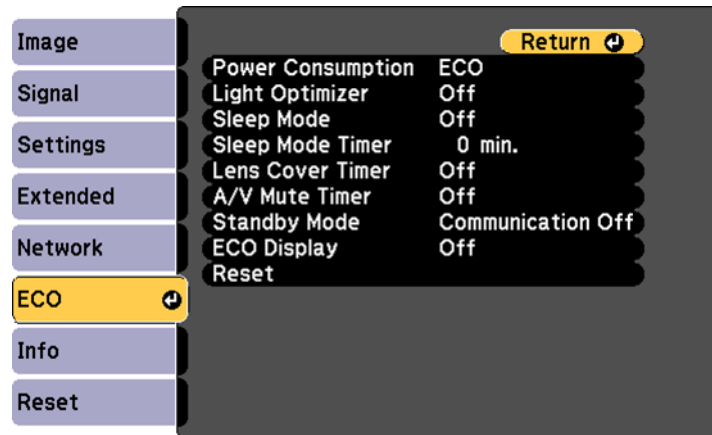 Image
Signal
Settings
Extended
Network
ECO
Info
Reset
Return
Power Consumption ECO
Light Optimizer Off
Sleep Mode Off
Sleep Mode Timer 0 min.
Lens Cover Timer Off
A/V Mute Timer Off
Standby Mode Communication Off
ECO Display Off
Reset